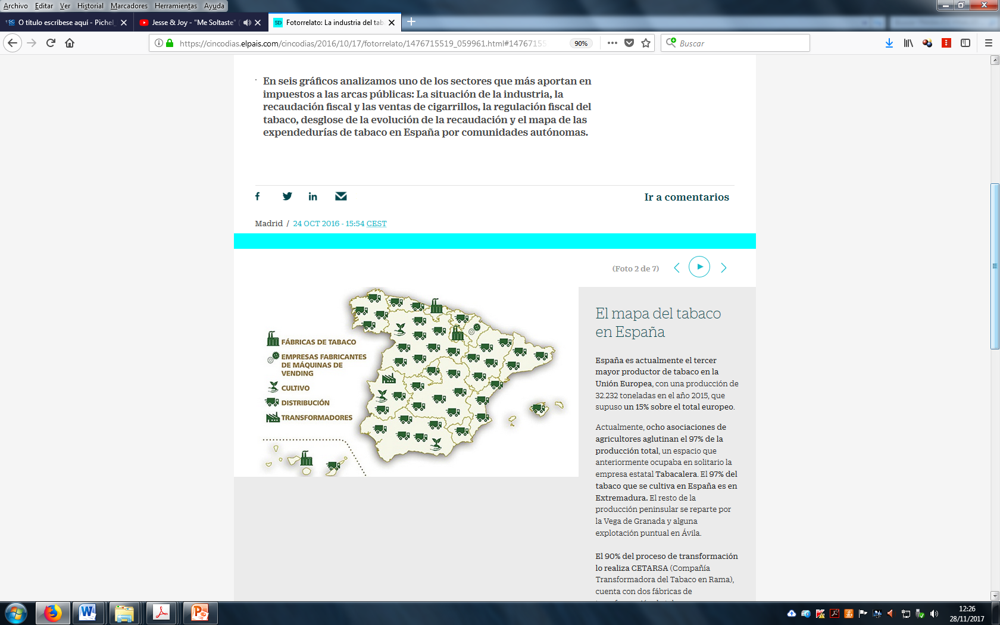 Archivo Editar Ver Historial Marcadores Herramientas Ayuda
O título escríbese aquí - Pichel_
Jesse & Joy - "Me Soltaste"
5D Fotorrelato: La industria del tab
https://cincodias.elpais.com/cincodias/2016/10/17/fotorrelato/1476715519_059961.html#14767155
90%
Buscar
En seis gráficos analizamos uno de los sectores que más aportan en
impuestos a las arcas públicas: La situación de la industria, la
recaudación fiscal y las ventas de cigarrillos, la regulación fiscal del
tabaco, desglose de la evolución de la recaudación y el mapa de las
expendedurías de tabaco en España por comunidades autónomas.
Ir a comentarios
Madrid / 24 OCT 2016 - 15:54 CEST
(Foto 2 de 7)
FÁBRICAS DE TABACO
EMPRESAS FABRICANTES
DE MÁQUINAS DE
VENDING
CULTIVO
DISTRIBUCIÓN
TRANSFORMADORES
El mapa del tabaco
en España
España es actualmente el tercer
mayor productor de tabaco en la
Unión Europea, con una producción de
32.232 toneladas en el año 2015, que
supuso un 15% sobre el total europeo.
Actualmente, ocho asociaciones de
agricultores aglutinan el 97% de la
producción total, un espacio que
anteriormente ocupaba en solitario la
empresa estatal Tabacalera. El 97% del
tabaco que se cultiva en España es en
Extremadura. El resto de la
producción peninsular se reparte por
la Vega de Granada y alguna
explotación puntual en Ávila.
El 90% del proceso de transformación
lo realiza CETARSA (Compañía
Transformadora del Tabaco en Rama),
cuenta con dos fábricas de
12:26
28/11/2017